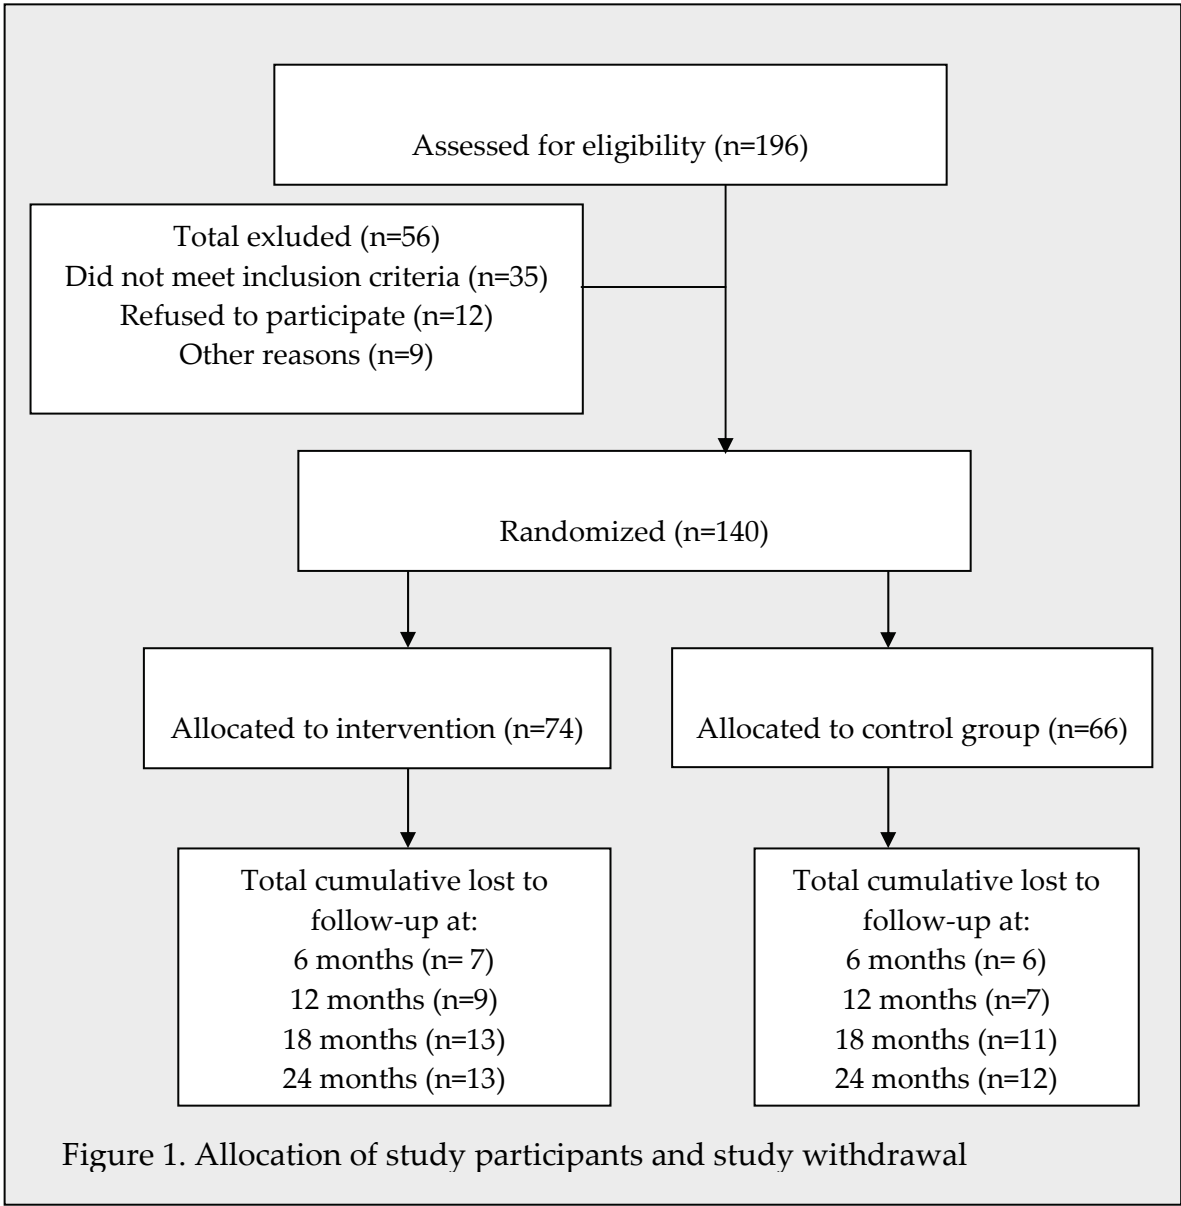 Assessed for eligibility (n=196)
Total exluded (n=56)
Did not meet inclusion criteria (n=35)
Refused to participate (n=12)
Other reasons (n=9)
Randomized (n=140)
Allocated to intervention (n=74)
Allocated to control group (n=66)
Total cumulative lost to
follow-up at:
6 months (n= 7)
12 months (n=9)
18 months (n=13)
24 months (n=13)
Total cumulative lost to
follow-up at:
6 months (n= 6)
12 months (n=7)
18 months (n=11)
24 months (n=12)
Figure 1. Allocation of study participants and study withdrawal